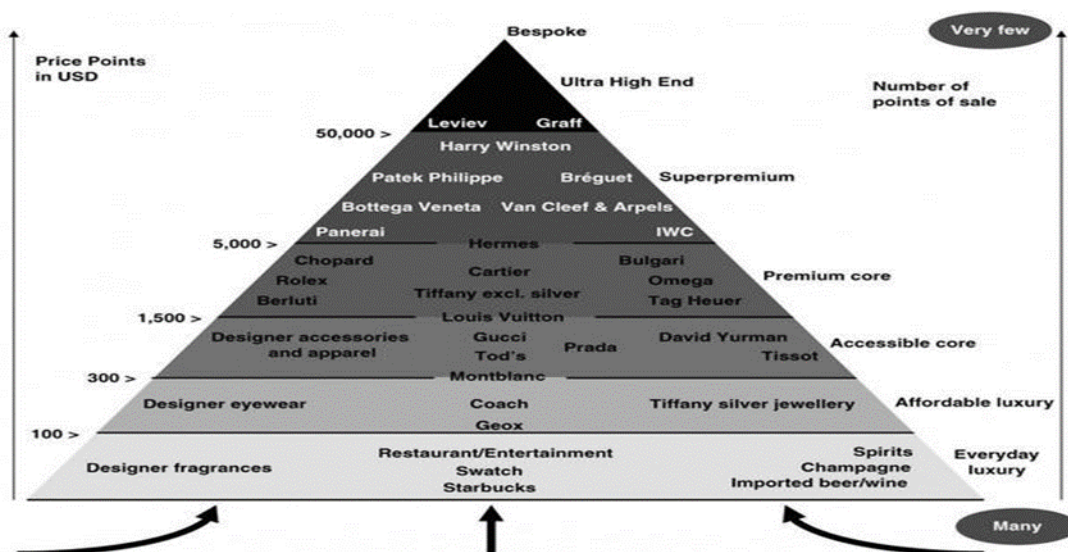 Bespoke
Very few
Price Points
in USD
Ultra High End
Number of
points of sale
Leviev Graff
50,000 >
Harry Winston
Patek Philippe Bréguet Superpremium
Bottega Veneta Van Cleef & Arpels
Panerai IWC
5,000 > Hermes
Chopard Bulgari
Cartier
Rolex Omega Premium core
Tiffany excl. silver
Berluti Tag Heuer
1,500 > Louis Vuitton
Designer accessories
and apparel
Gucci
Tod's
Prada
David Yurman
Tissot
Accessible core
300 > Montblanc
Designer eyewear Coach Tiffany silver jewellery Affordable luxury
Geox
100 >
Designer fragrances
Restaurant/Entertainment
Swatch
Starbucks
Spirits
Champagne
Imported beer/wine
Everyday
luxury
Many